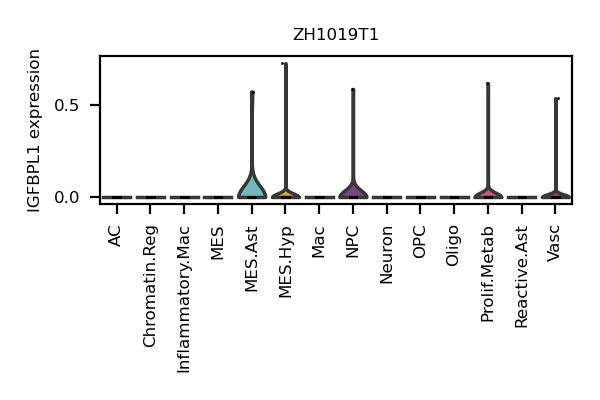 ZH1019T1
IGFBPL1 expression
0.5
0.0
AC
Chromatin.Reg
Inflammatory.Mac
MES
MES.Ast
MES.Hyp
Mac
NPC
Neuron
OPC
Oligo
Prolif.Metab
Reactive.Ast
Vasc